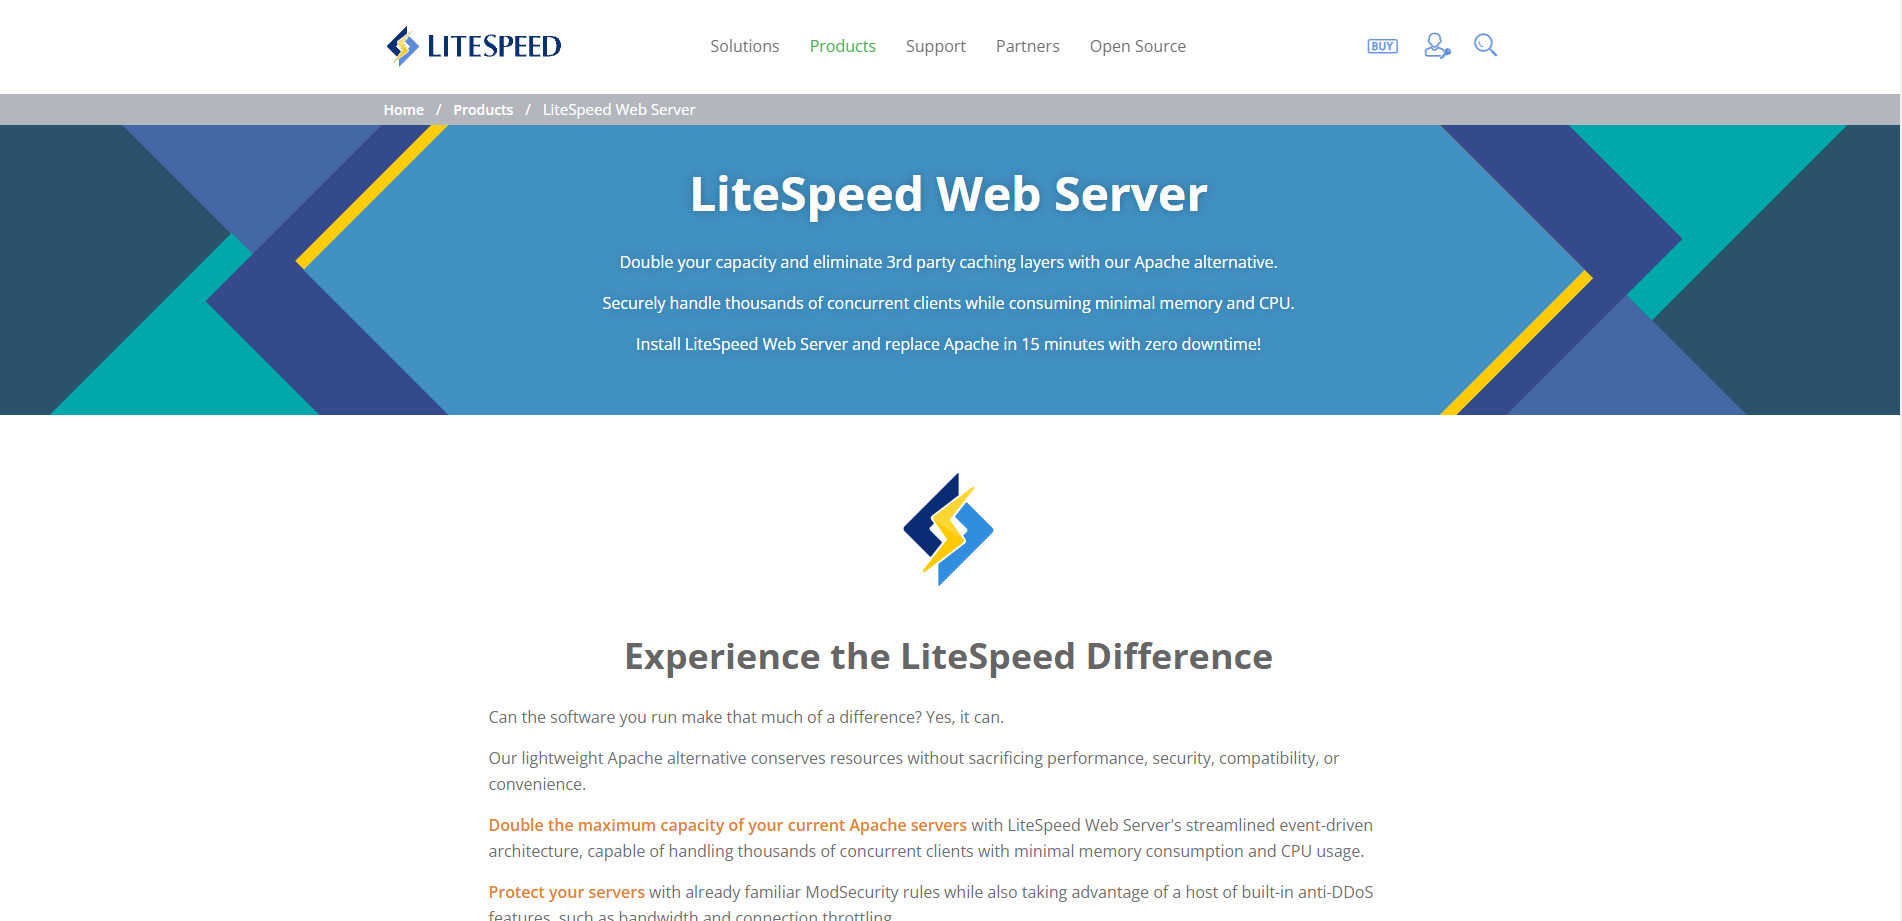 LITESPEED
Solutions Products Support Partners Open Source
BUY
Home / Products / LiteSpeed Web Server
LiteSpeed Web Server
Double your capacity and eliminate 3rd party caching layers with our Apache alternative.
Securely handle thousands of concurrent clients while consuming minimal memory and CPU.
Install LiteSpeed Web Server and replace Apache in 15 minutes with zero downtime!
Experience the LiteSpeed Difference
Can the software you run make that much of a difference? Yes, it can.
Our lightweight Apache alternative conserves resources without sacrificing performance, security, compatibility, or
convenience.
Double the maximum capacity of your current Apache servers with LiteSpeed Web Server's streamlined event-driven
architecture, capable of handling thousands of concurrent clients with minimal memory consumption and CPU usage.
Protect your servers with already familiar ModSecurity rules while also taking advantage of a host of built-in anti-DDoS
features, such as bandwidth and connection throttling.